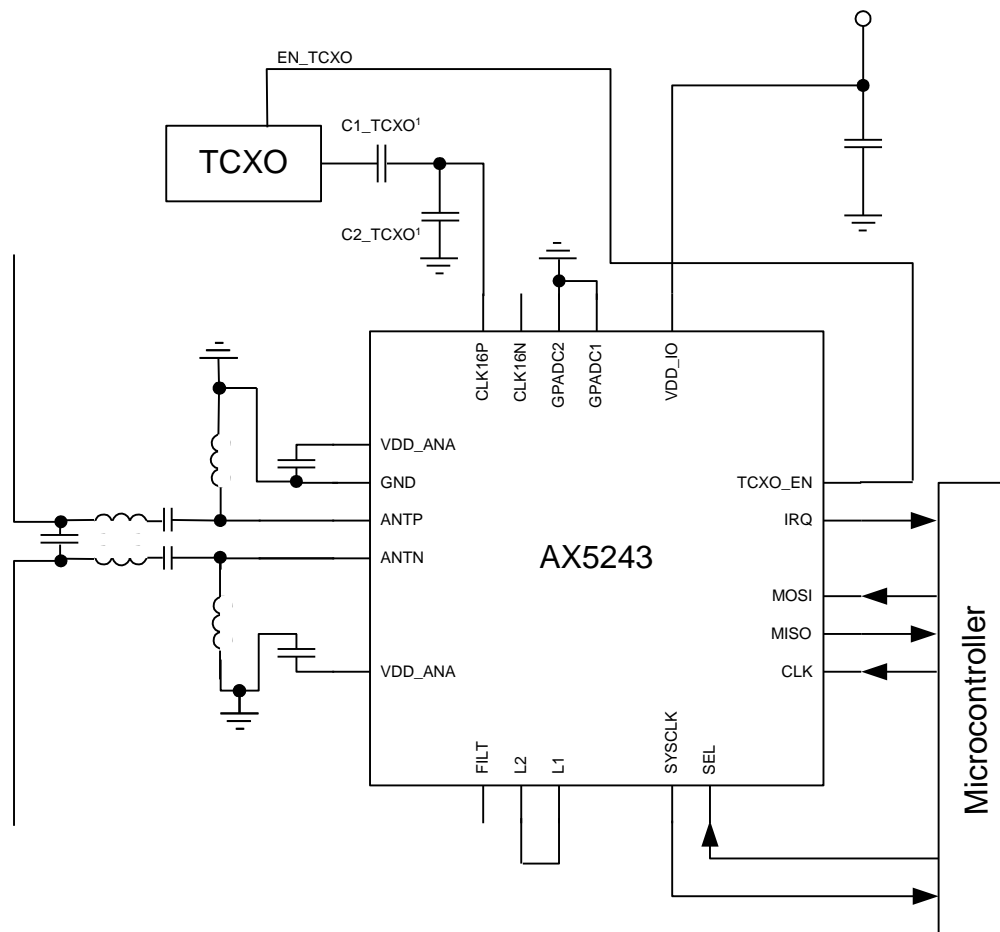 EN_TCXO
C1_TCXO¹
TCXO
C2_TCXO¹
CLK16P
CLK16N
GPADC2
GPADC1
VDD_IO
VDD_ANA
GND
ANTP
ANTN
VDD_ANA
AX5243
TCXO_EN
IRQ
MOSI
MISO
CLK
FILT
L2
L1
SYSCLK
SEL
Microcontroller